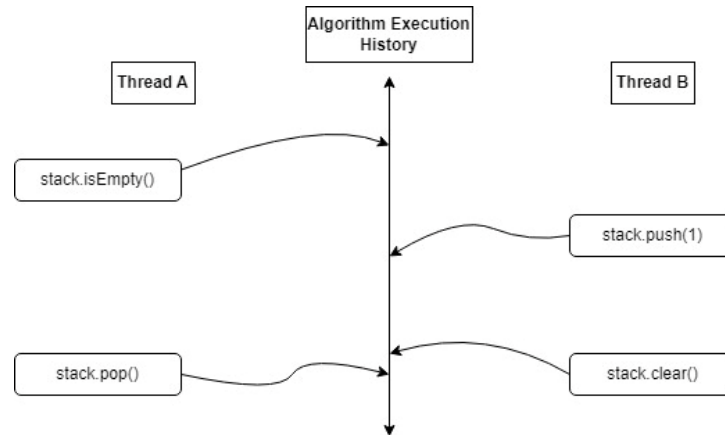 Algorithm Execution
History
Thread A
Thread B
stack.isEmpty()
stack.push(1)
stack.pop()
stack.clear()